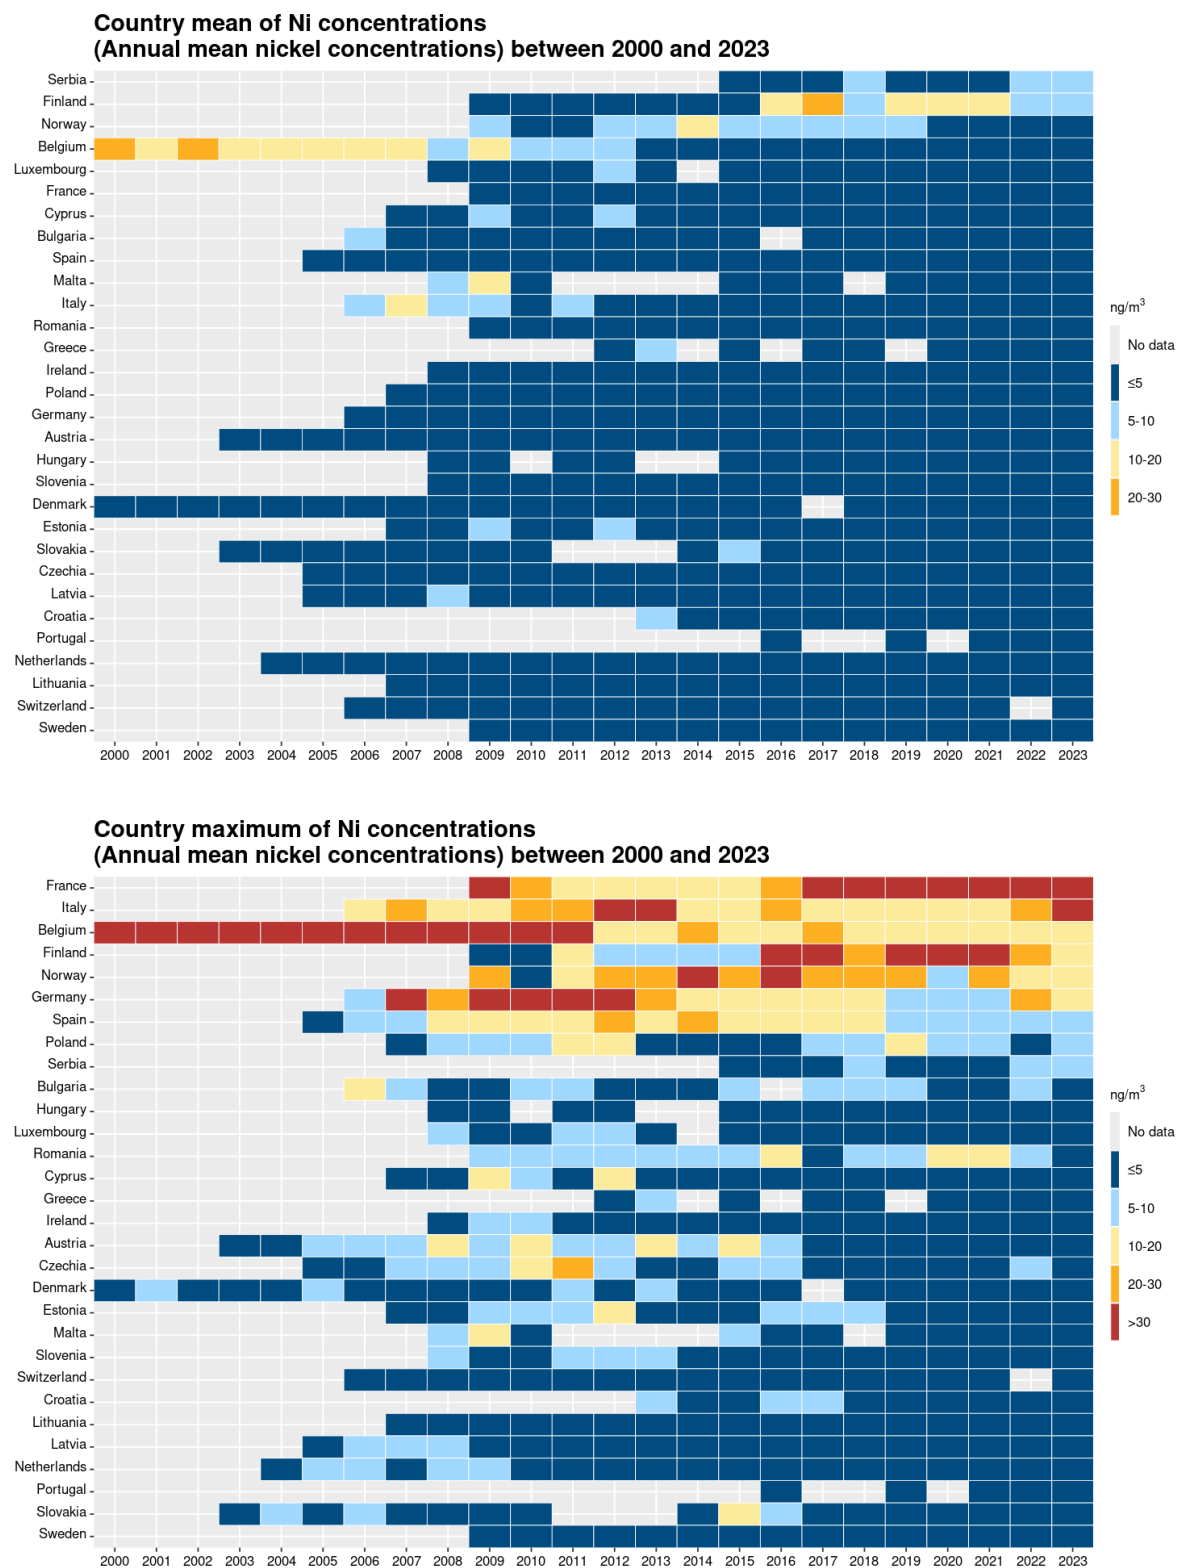 Country mean of Ni concentrations
(Annual mean nickel concentrations) between 2000 and 2023
Serbia
Finland
Norway
Belgium
Luxembourg
France
Cyprus
Bulgaria
Spain
Malta
Italy
Romania
Greece
Ireland
Poland
Germany
Austria
Hungary
Slovenia
Denmark
Estonia
Slovakia
Czechia
Latvia
Croatia
Portugal
Netherlands
Lithuania
Switzerland
Sweden
2000 2001 2002 2003 2004 2005 2006 2007 2008 2009 2010 2011 2012 2013 2014 2015 2016 2017 2018 2019 2020 2021 2022 2023
ng/m³
No data
≤5
5-10
10-20
20-30
Country maximum of Ni concentrations
(Annual mean nickel concentrations) between 2000 and 2023
France
Italy
Belgium
Finland
Norway
Germany
Spain
Poland
Serbia
Bulgaria
Hungary
Luxembourg
Romania
Cyprus
Greece
Ireland
Austria
Czechia
Denmark
Estonia
Malta
Slovenia
Switzerland
Croatia
Lithuania
Latvia
Netherlands
Portugal
Slovakia
Sweden
2000 2001 2002 2003 2004 2005 2006 2007 2008 2009 2010 2011 2012 2013 2014 2015 2016 2017 2018 2019 2020 2021 2022 2023
ng/m³
No data
≤5
5-10
10-20
20-30
>30